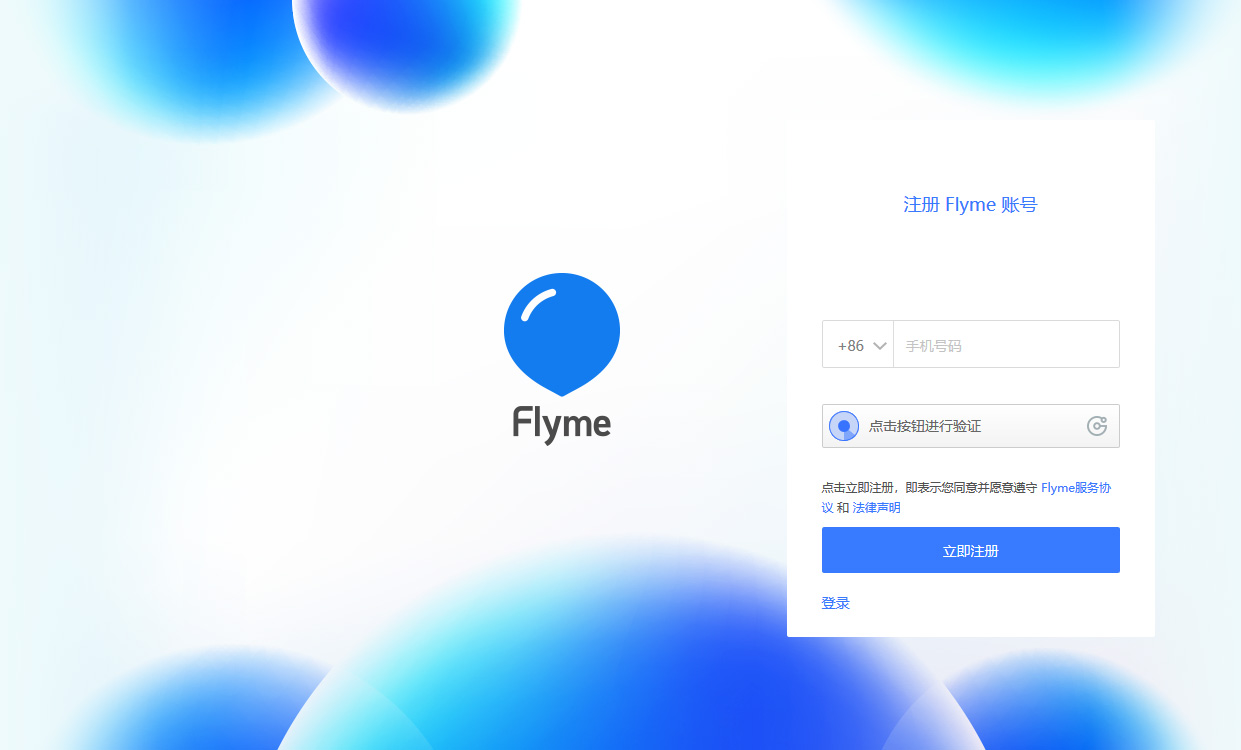 注册 Flyme 账号
Flyme
+86 手机号码
点击按钮进行验证
点击立即注册，即表示您同意并愿意遵守 Flyme服务协
议 和 法律声明
立即注册
登录